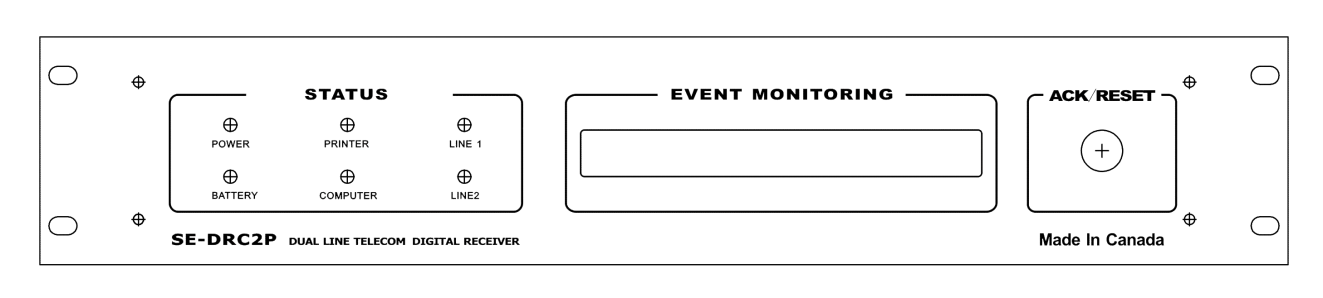 STATUS
EVENT MONITORING
ACK/RESET
POWER PRINTER LINE 1
BATTERY COMPUTER LINE2
SE-DRC2P DUAL LINE TELECOM DIGITAL RECEIVER
Made In Canada